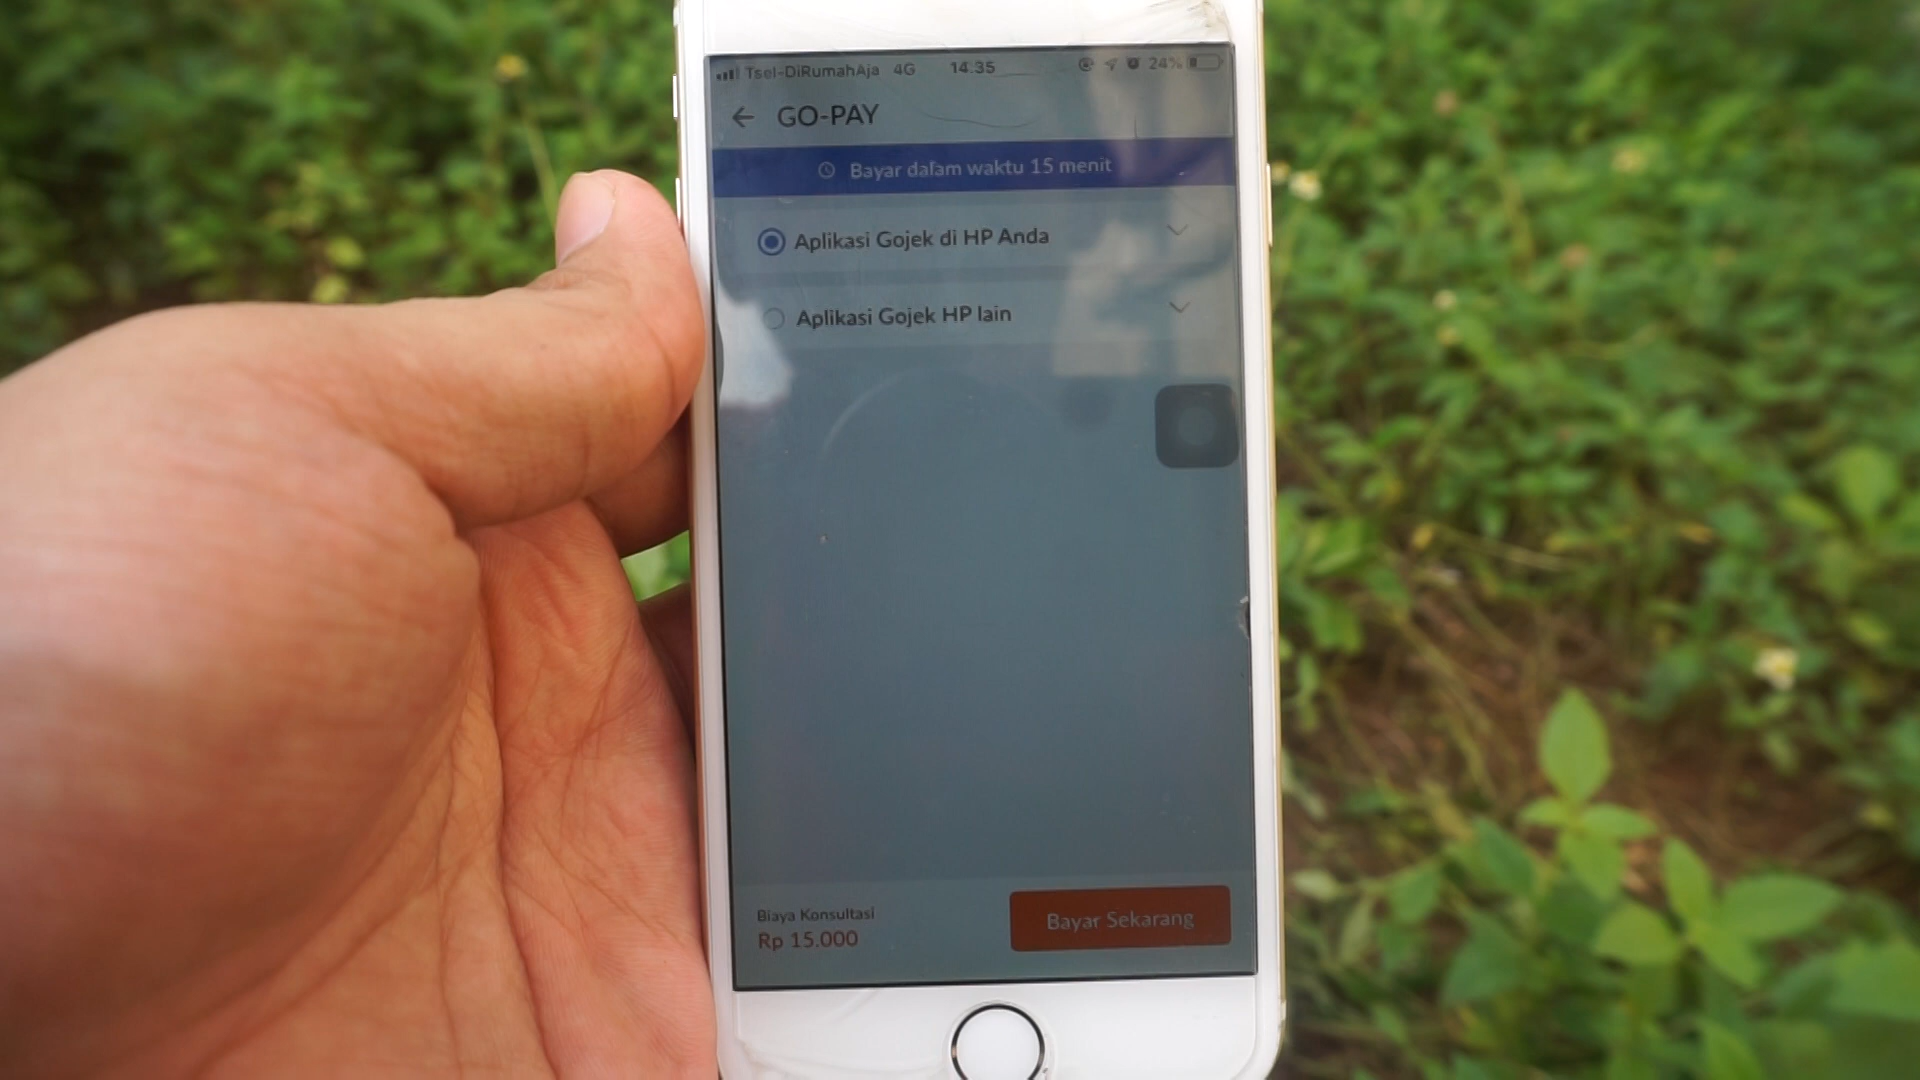 Tsel-DiRumahAja 4G 14.35 24%
GO-PAY
Bayar dalam waktu 15 menit
Aplikasi Gojek di HP Anda
Aplikasi Gojek HP lain
Biaya Konsultasi
Rp 15.000
Bayar Sekarang